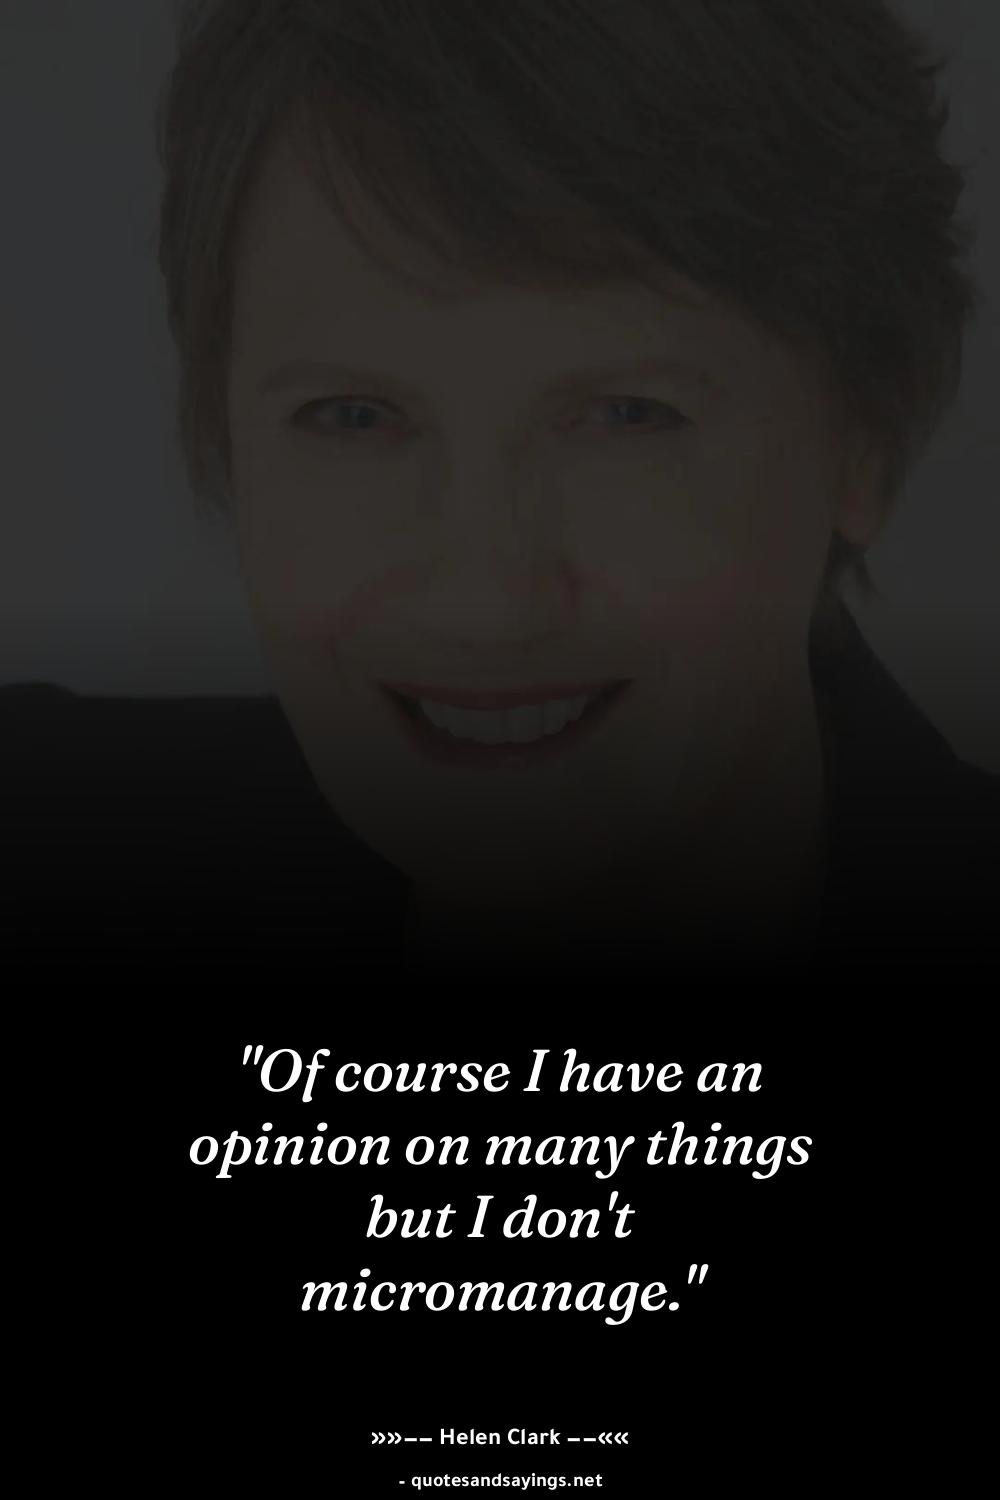 "Of course I have an
opinion on many things
but I don't
micromanage."
»»−− Helen Clark −−««
- quotesandsayings.net